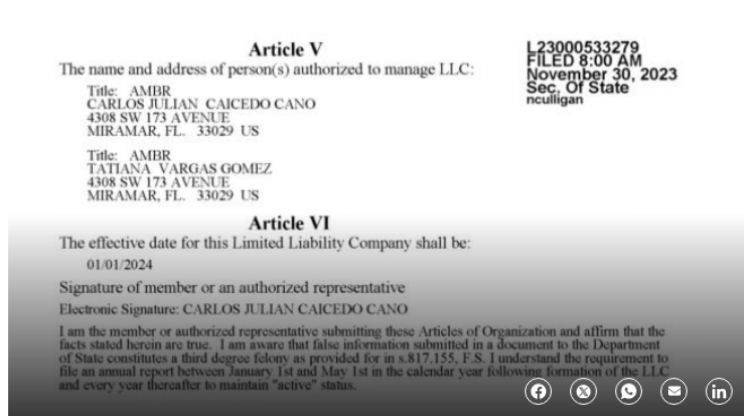 Article V
The name and address of person(s) authorized to manage LLC:
Title: AMBR
CARLOS JULIAN CAICEDO CANO
4308 SW 173 AVENUE
MIRAMAR, FL. 33029 US
Title: AMBR
TATIANA VARGAS GOMEZ
4308 SW 173 AVENUE
MIRAMAR, FL. 33029 US
L23000533279
FILED 8:00 AM
November 30, 2023
Sec. Of State
nculligan
Article VI
The effective date for this Limited Liability Company shall be:
01/01/2024
Signature of member or an authorized representative
Electronic Signature: CARLOS JULIAN CAICEDO CANO
I am the member or authorized representative submitting these Articles of Organization and affirm that the
facts stated herein are true. I am aware that false information submitted in a document to the Department
of State constitutes a third degree felony as provided for in s.817.155, F.S. I understand the requirement to
file an annual report between January 1st and May 1st in the calendar year following formation of the LLC
and every year thereafter to maintain "active" status.